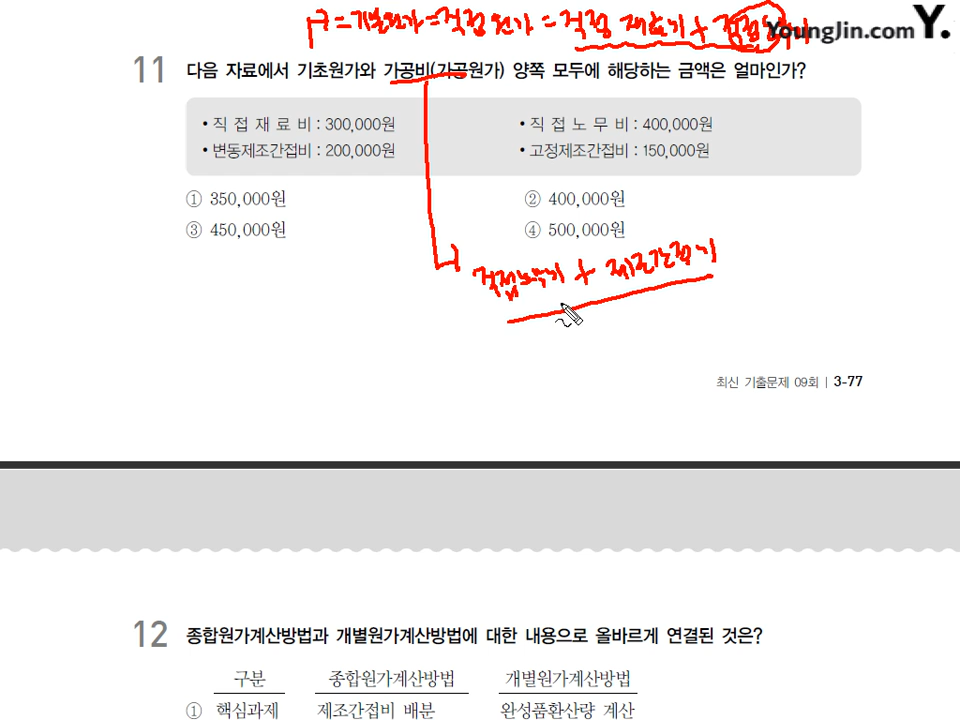 =기본원가=직접원가=직접 재료비+직접
Younglin.com Y.
11 다음 자료에서 기초원가와 가공비(가공원가) 양쪽 모두에 해당하는 금액은 얼마인가?
• 직 접 재 료 비 : 300,000원 • 직 접 노 무 비 : 400,000원
• 변동제조간접비 : 200,000원 • 고정제조간접비 : 150,000원
① 350,000원 ② 400,000원
③ 450,000원 ④ 500,000원
직접노무비 + 제조간접비
최신 기출문제 09회 | 3-77
12 종합원가계산방법과 개별원가계산방법에 대한 내용으로 올바르게 연결된 것은?
구분 종합원가계산방법 개별원가계산방법
① 핵심과제 제조간접비 배분 완성품환산량 계산